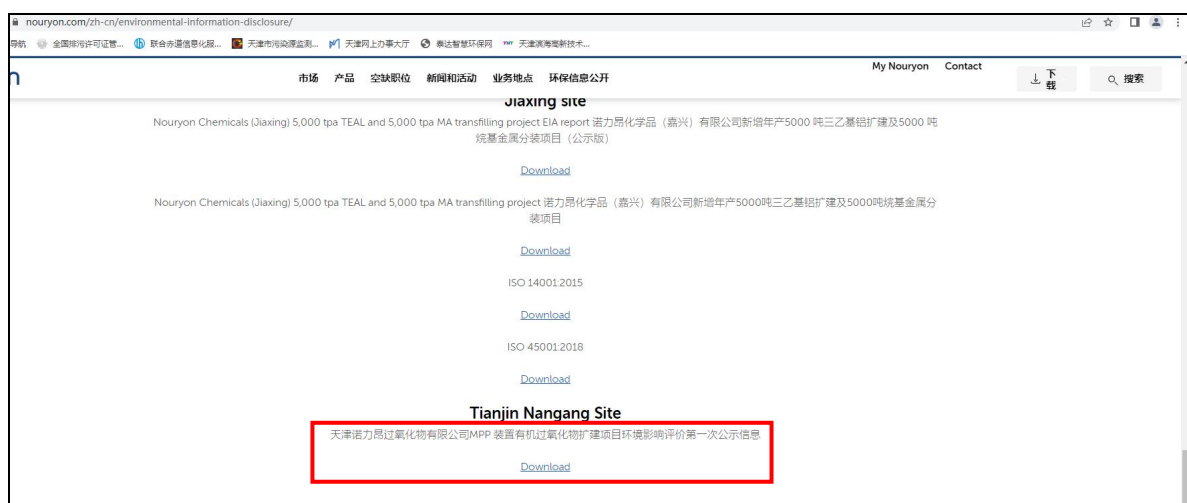 nouryon.com/zh-cn/environmental-information-disclosure/
导航 全国排污许可证管... 联合赤道信息化服... 天津市污染源监测... 天津网上办事大厅 泰达智慧环保网 天津滨海高新技术...
n 市场 产品 空缺职位 新闻和活动 业务地点 环保信息公开 My Nouryon Contact 下载 搜索
Jiaxing site
Nouryon Chemicals (Jiaxing) 5,000 tpa TEAL and 5,000 tpa MA transfilling project EIA report 诺力昂化学品（嘉兴）有限公司新增年产5000 吨三乙基铝扩建及5000 吨
烷基金属分装项目（公示版）
Download
Nouryon Chemicals (Jiaxing) 5,000 tpa TEAL and 5,000 tpa MA transfilling project 诺力昂化学品（嘉兴）有限公司新增年产5000吨三乙基铝扩建及5000吨烷基金属分
装项目
Download
ISO 14001:2015
Download
ISO 45001:2018
Download
Tianjin Nangang Site
天津诺力昂过氧化物有限公司MPP 装置有机过氧化物扩建项目环境影响评价第一次公示信息
Download